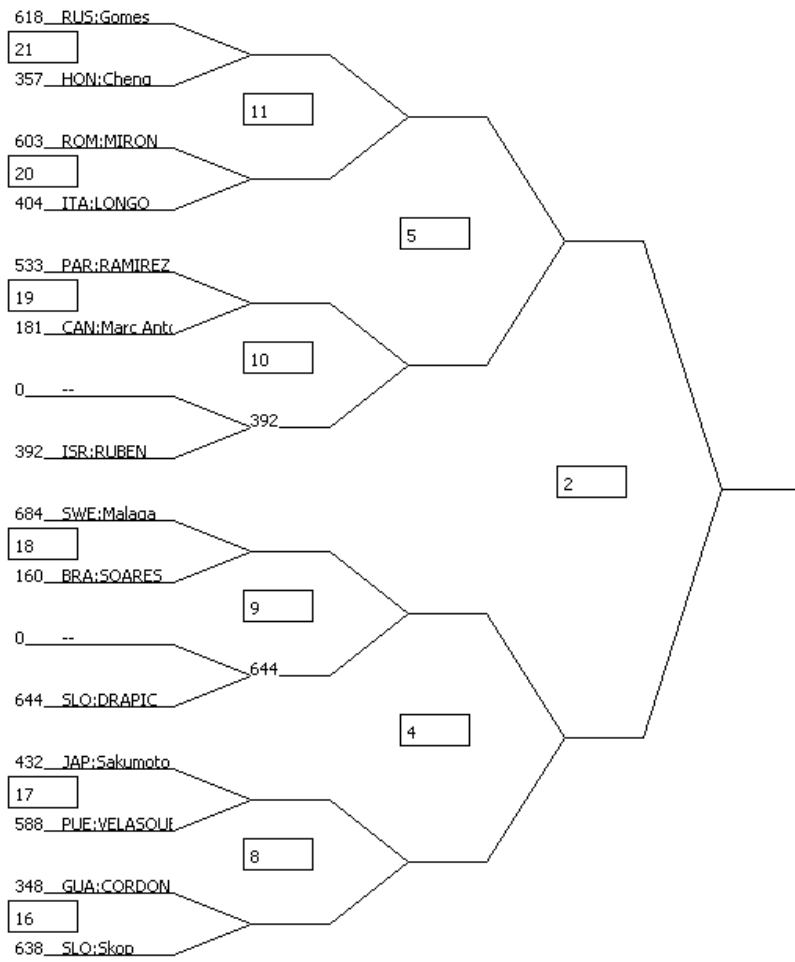 618 RUS:Gomes
21
357 HON:Cheng
11
603 ROM:MIRON
20
404 ITA:LONGO
5
533 PAR:RAMIREZ
19
181 CAN:Marc Anto
10
0 --
392
392 ISR:RUBEN
2
684 SWE:Malaga
18
160 BRA:SOARES
9
0 --
644
644 SLO:DRAPIC
4
432 JAP:Sakumoto
17
588 PUE:VELASQUE
8
348 GUA:CORDON
16
638 SLO:Skop